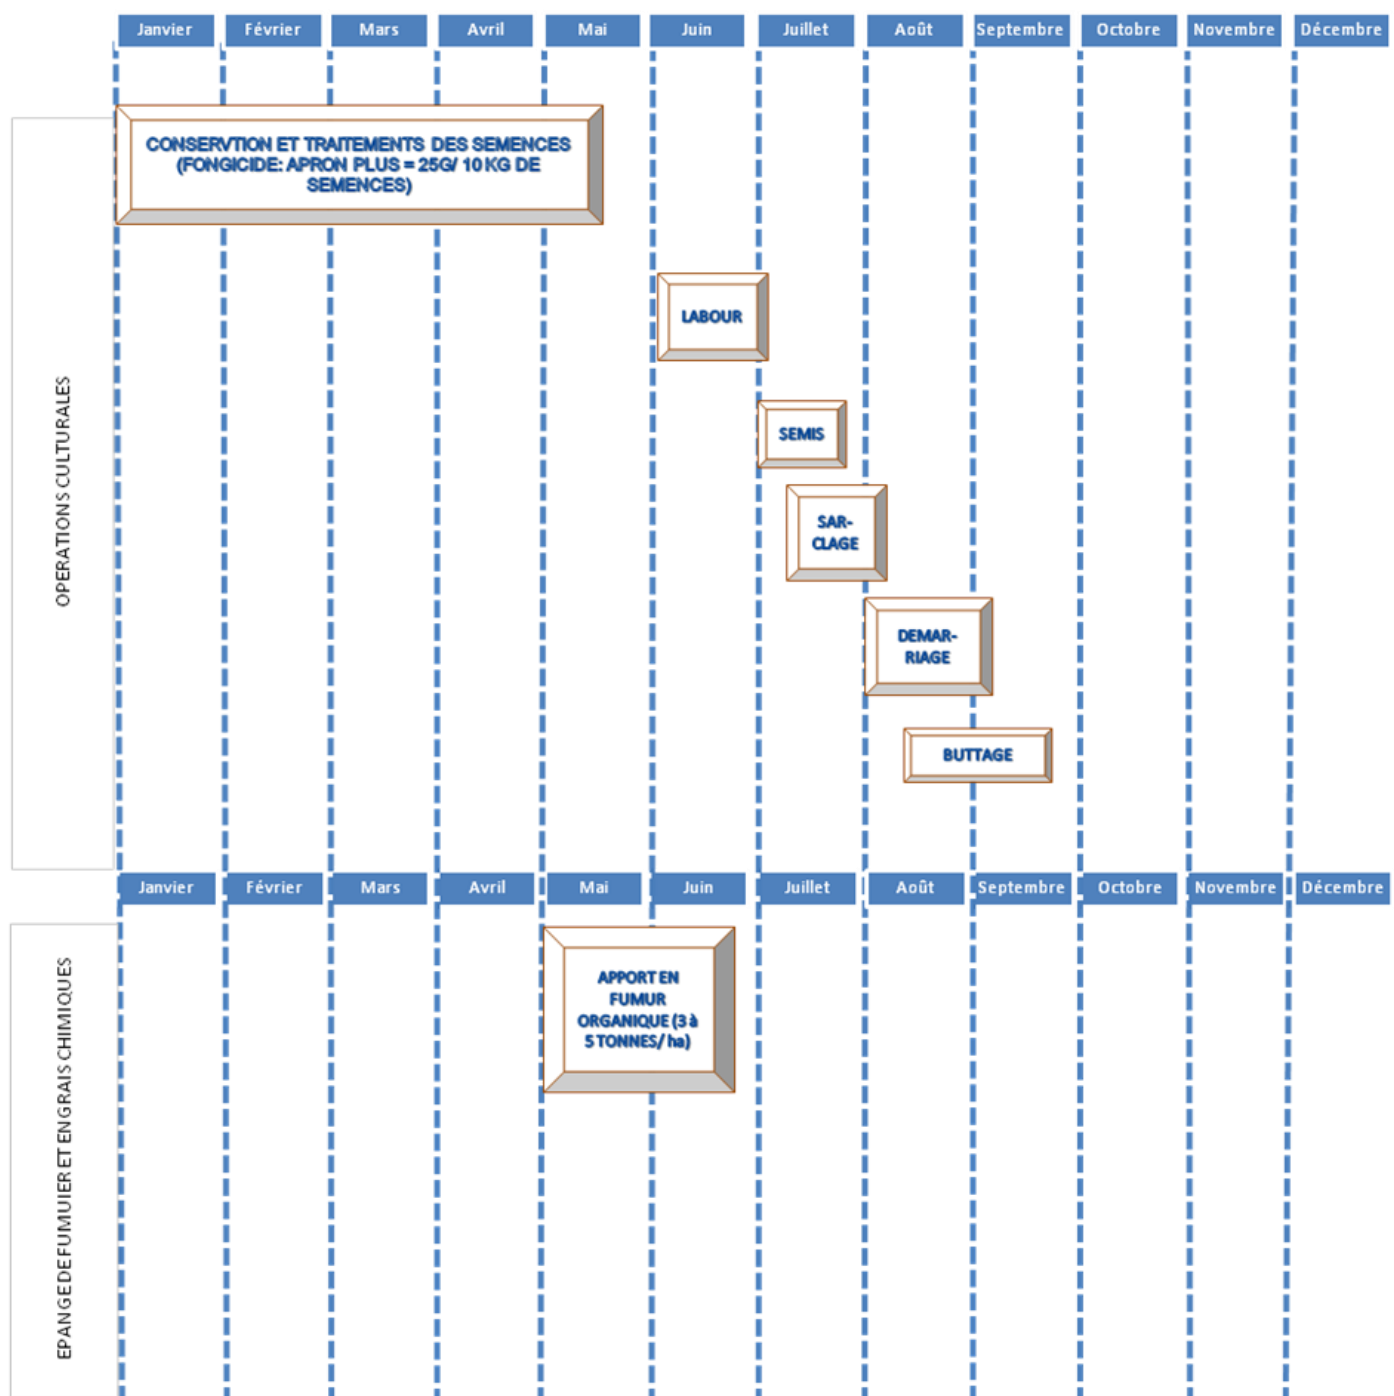 Janvier Février Mars Avril Mai Juin Juillet Août Septembre Octobre Novembre Décembre
OPERATIONS CULTURALES
CONSERVTION ET TRAITEMENTS DES SEMENCES
(FONGICIDE: APRON PLUS = 25G/ 10 KG DE
SEMENCES)
LABOUR
SEMIS
SAR-
CLAGE
DEMAR-
RIAGE
BUTTAGE
Janvier Février Mars Avril Mai Juin Juillet Août Septembre Octobre Novembre Décembre
EPANGE DE FUMUIER ET ENGRAIS CHIMIQUES
APPORT EN
FUMUR
ORGANIQUE (3 à
5 TONNES/ ha)